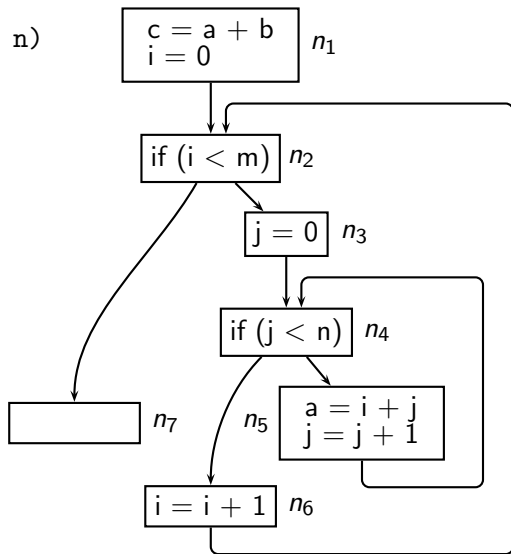 n)
c = a + b
i = 0
n1
if (i < m)
n2
j = 0
n3
if (j < n)
n4
n7
n5
a = i + j
j = j + 1
i = i + 1
n6